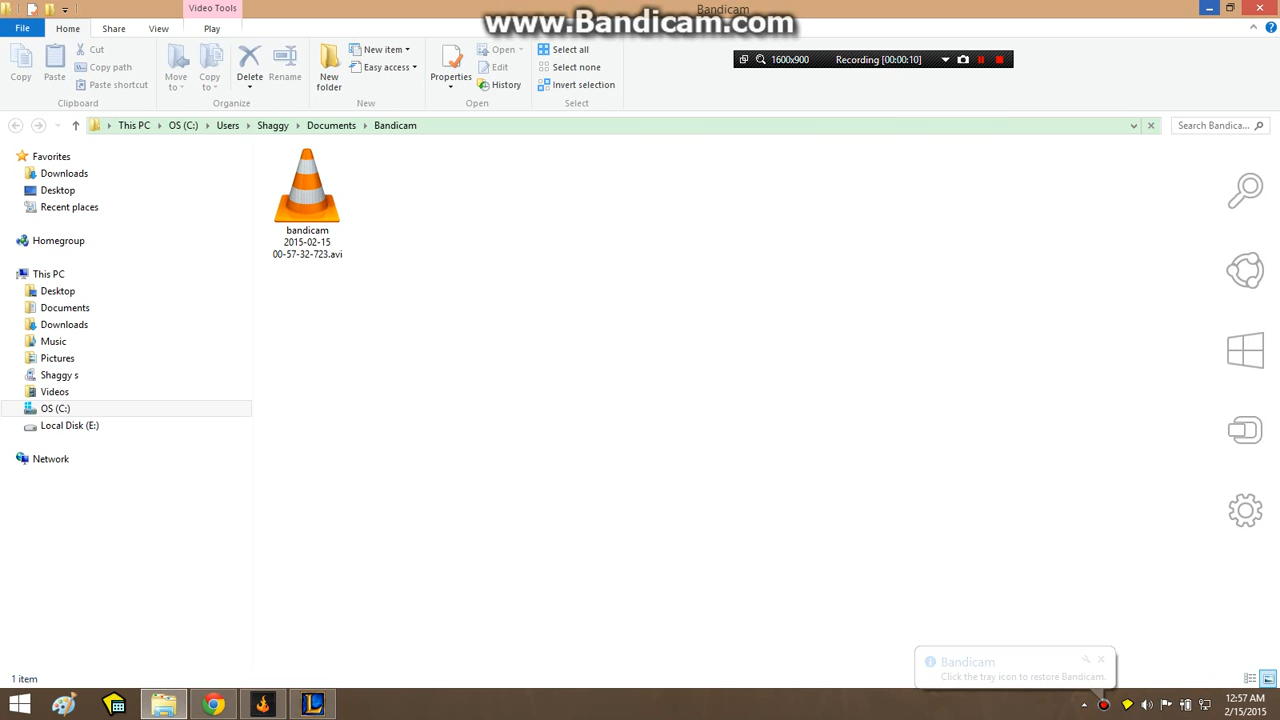 Video Tools
Bandicam
www.Bandicam.com
File
Home
Share
View
Play
Copy
Paste
Cut
Copy path
Paste shortcut
Clipboard
Move to
Copy to
Delete
Rename
Organize
New folder
New item
Easy access
New
Properties
Open
Edit
History
Open
Select all
Select none
Invert selection
Select
1600x900
Recording [00:00:10]
This PC
OS (C:)
Users
Shaggy
Documents
Bandicam
Search Bandica...
Favorites
Downloads
Desktop
Recent places
Homegroup
This PC
Desktop
Documents
Downloads
Music
Pictures
Shaggy s
Videos
OS (C:)
Local Disk (E:)
Network
bandicam
2015-02-15
00-57-32-723.avi
Bandicam
Click the tray icon to restore Bandicam.
1 item
12:57 AM
2/15/2015